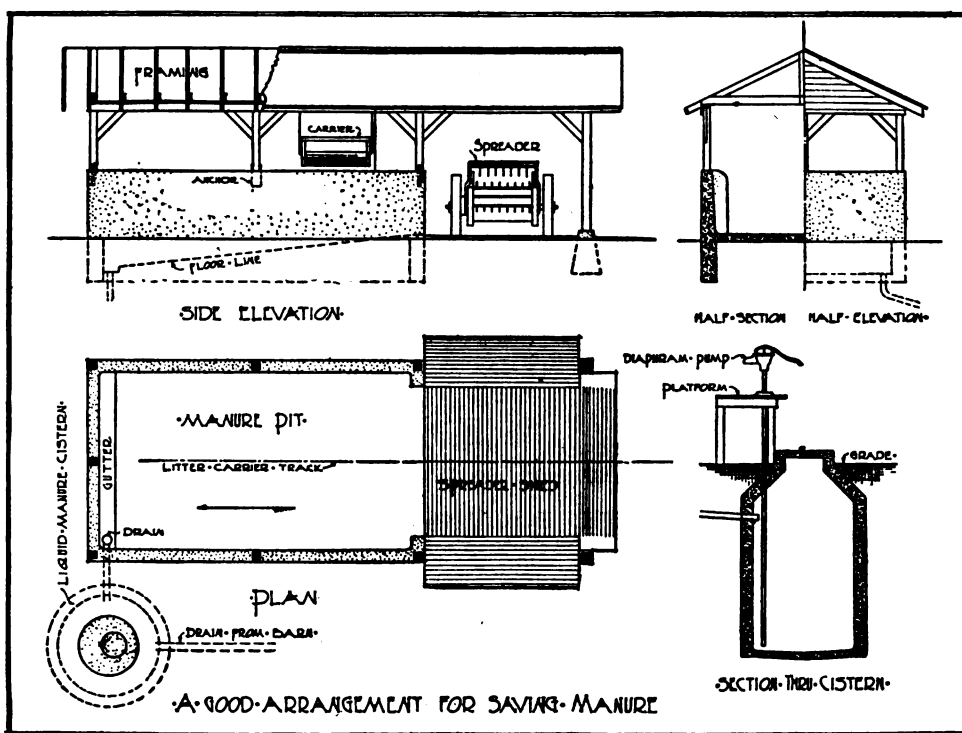 FRAMING
CARRIER
ANCHOR
SPREADER
FLOOR·LINE
SIDE ELEVATION·
HALF·SECTION
HALF·ELEVATION·
DIAPHRAM·PUMP·
PLATFORM
·GRADE·
·MANURE PIT·
LITTER·CARRIER·TRACK·
SPREADER·SHED
GUTTER
DRAIN
LIQUID·MANURE·CISTERN·
·PLAN
·DRAIN·FROM·BARN·
·SECTION·THRU·CISTERN·
·A·GOOD·ARRANGEMENT FOR SAVING·MANURE